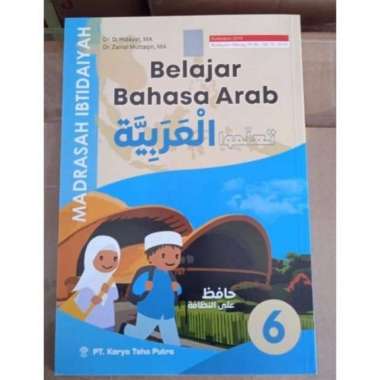 Dr. D. Hidayat, MA
Dr. Zainal Muttaqin, MA
Belajar
Bahasa Arab
تعلموا
الْعَرَبِيَّة
MADRASAH IBTIDAIYAH
حافظ
على النظافة
6
PT. Karya Toha Putra